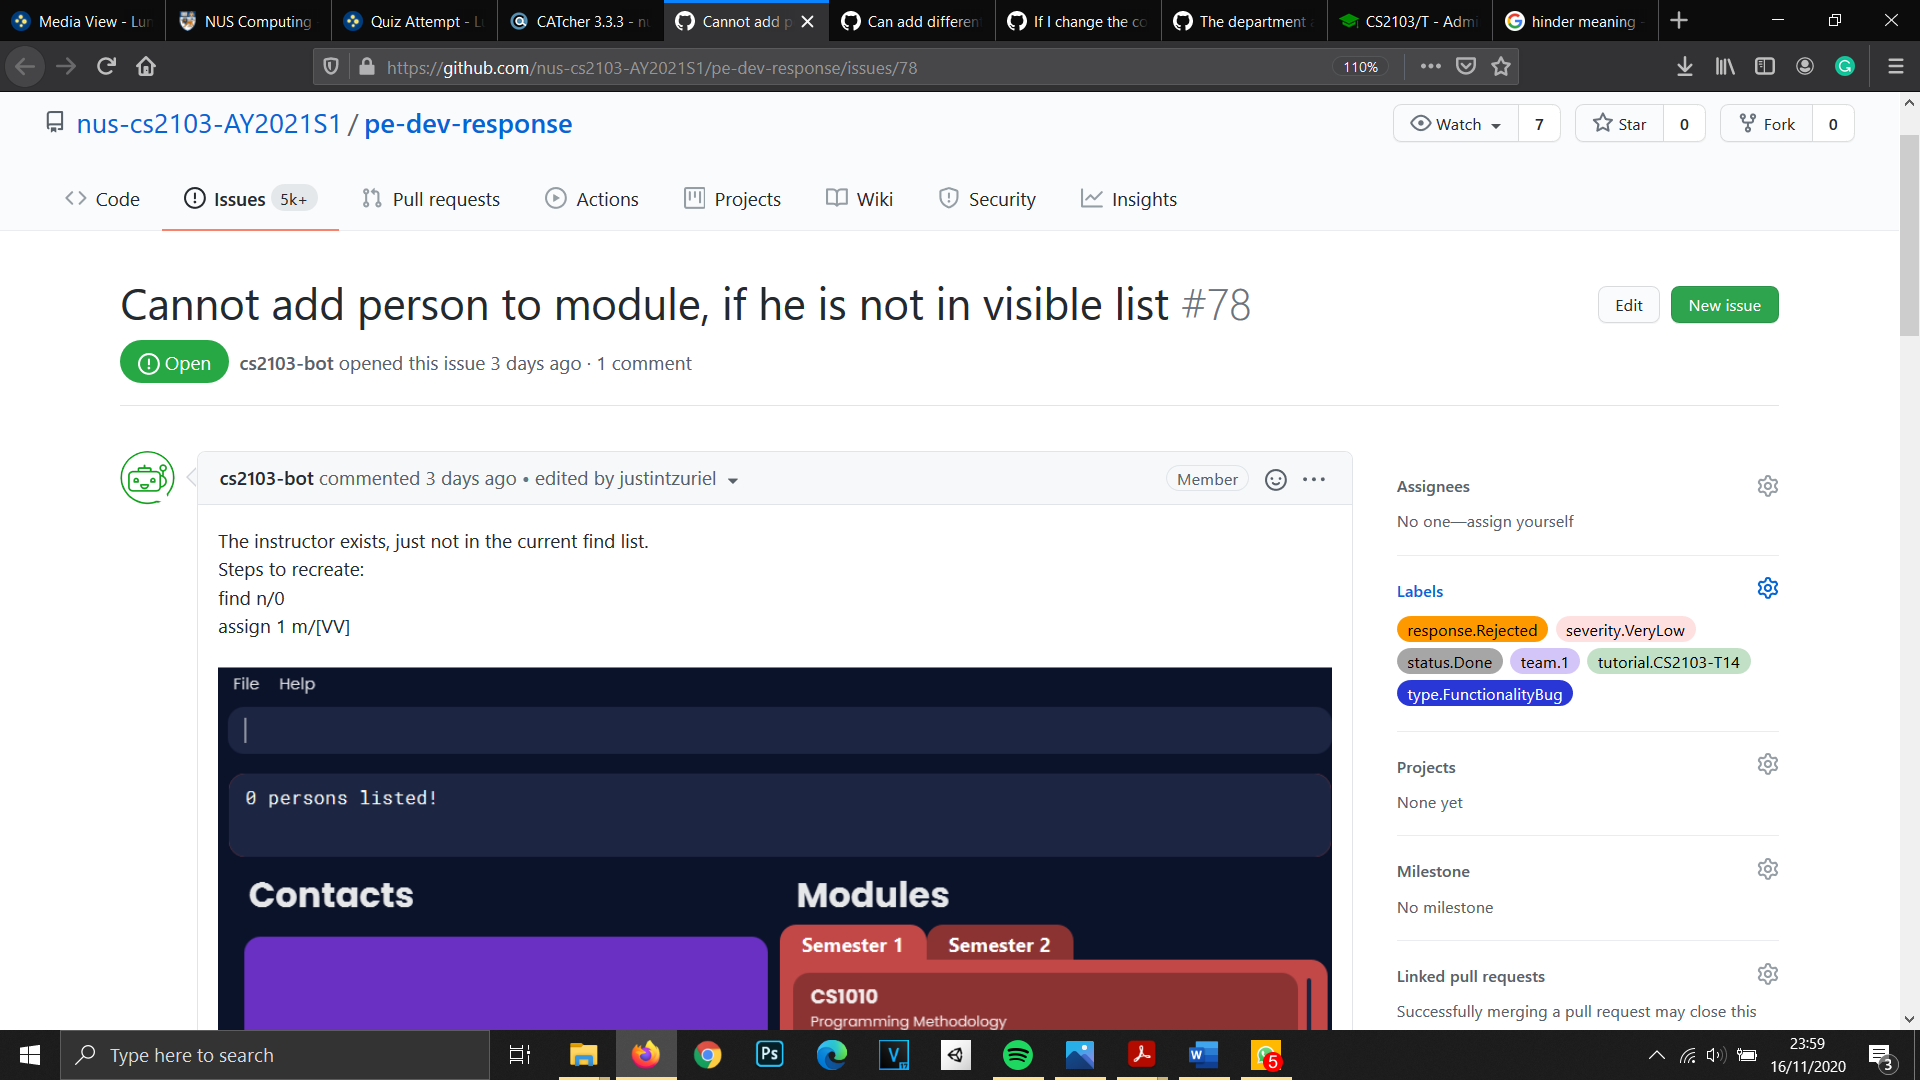 Media View - Lun
NUS Computing
Quiz Attempt - Lu
CATcher 3.3.3 - nu
Cannot add p
Can add differen
If I change the co
The department a
CS2103/T - Admi
hinder meaning -
https://github.com/nus-cs2103-AY2021S1/pe-dev-response/issues/78
110%
nus-cs2103-AY2021S1 / pe-dev-response
Watch 7
Star 0
Fork 0
Code
Issues 5k+
Pull requests
Actions
Projects
Wiki
Security
Insights
Cannot add person to module, if he is not in visible list #78
Edit
New issue
Open
cs2103-bot opened this issue 3 days ago · 1 comment
cs2103-bot commented 3 days ago • edited by justintzuriel
Member
The instructor exists, just not in the current find list.
Steps to recreate:
find n/0
assign 1 m/[VV]
File Help
0 persons listed!
Contacts
Modules
Semester 1
Semester 2
CS1010
Programming Methodology
Assignees
No one—assign yourself
Labels
response.Rejected severity.VeryLow
status.Done team.1 tutorial.CS2103-T14
type.FunctionalityBug
Projects
None yet
Milestone
No milestone
Linked pull requests
Successfully merging a pull request may close this
Type here to search
Ps
V
W
5
23:59
16/11/2020
3